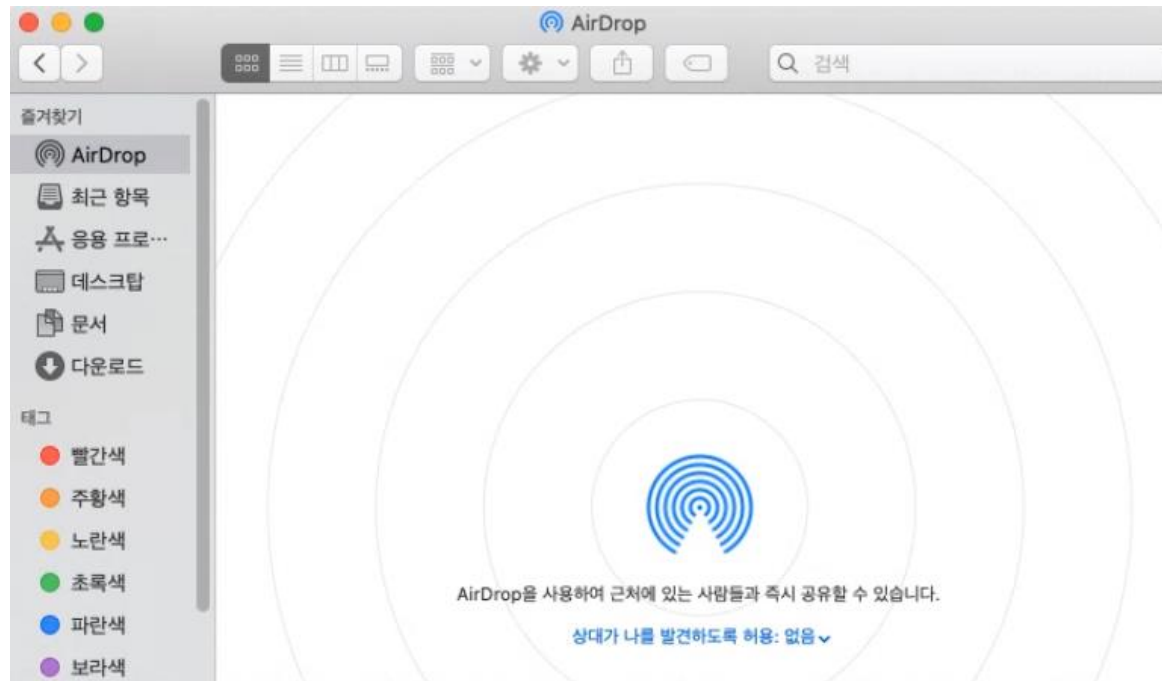 AirDrop
검색
즐겨찾기
AirDrop
최근 항목
응용 프로…
데스크탑
문서
다운로드
태그
빨간색
주황색
노란색
초록색
파란색
보라색
AirDrop을 사용하여 근처에 있는 사람들과 즉시 공유할 수 있습니다.
상대가 나를 발견하도록 허용: 없음